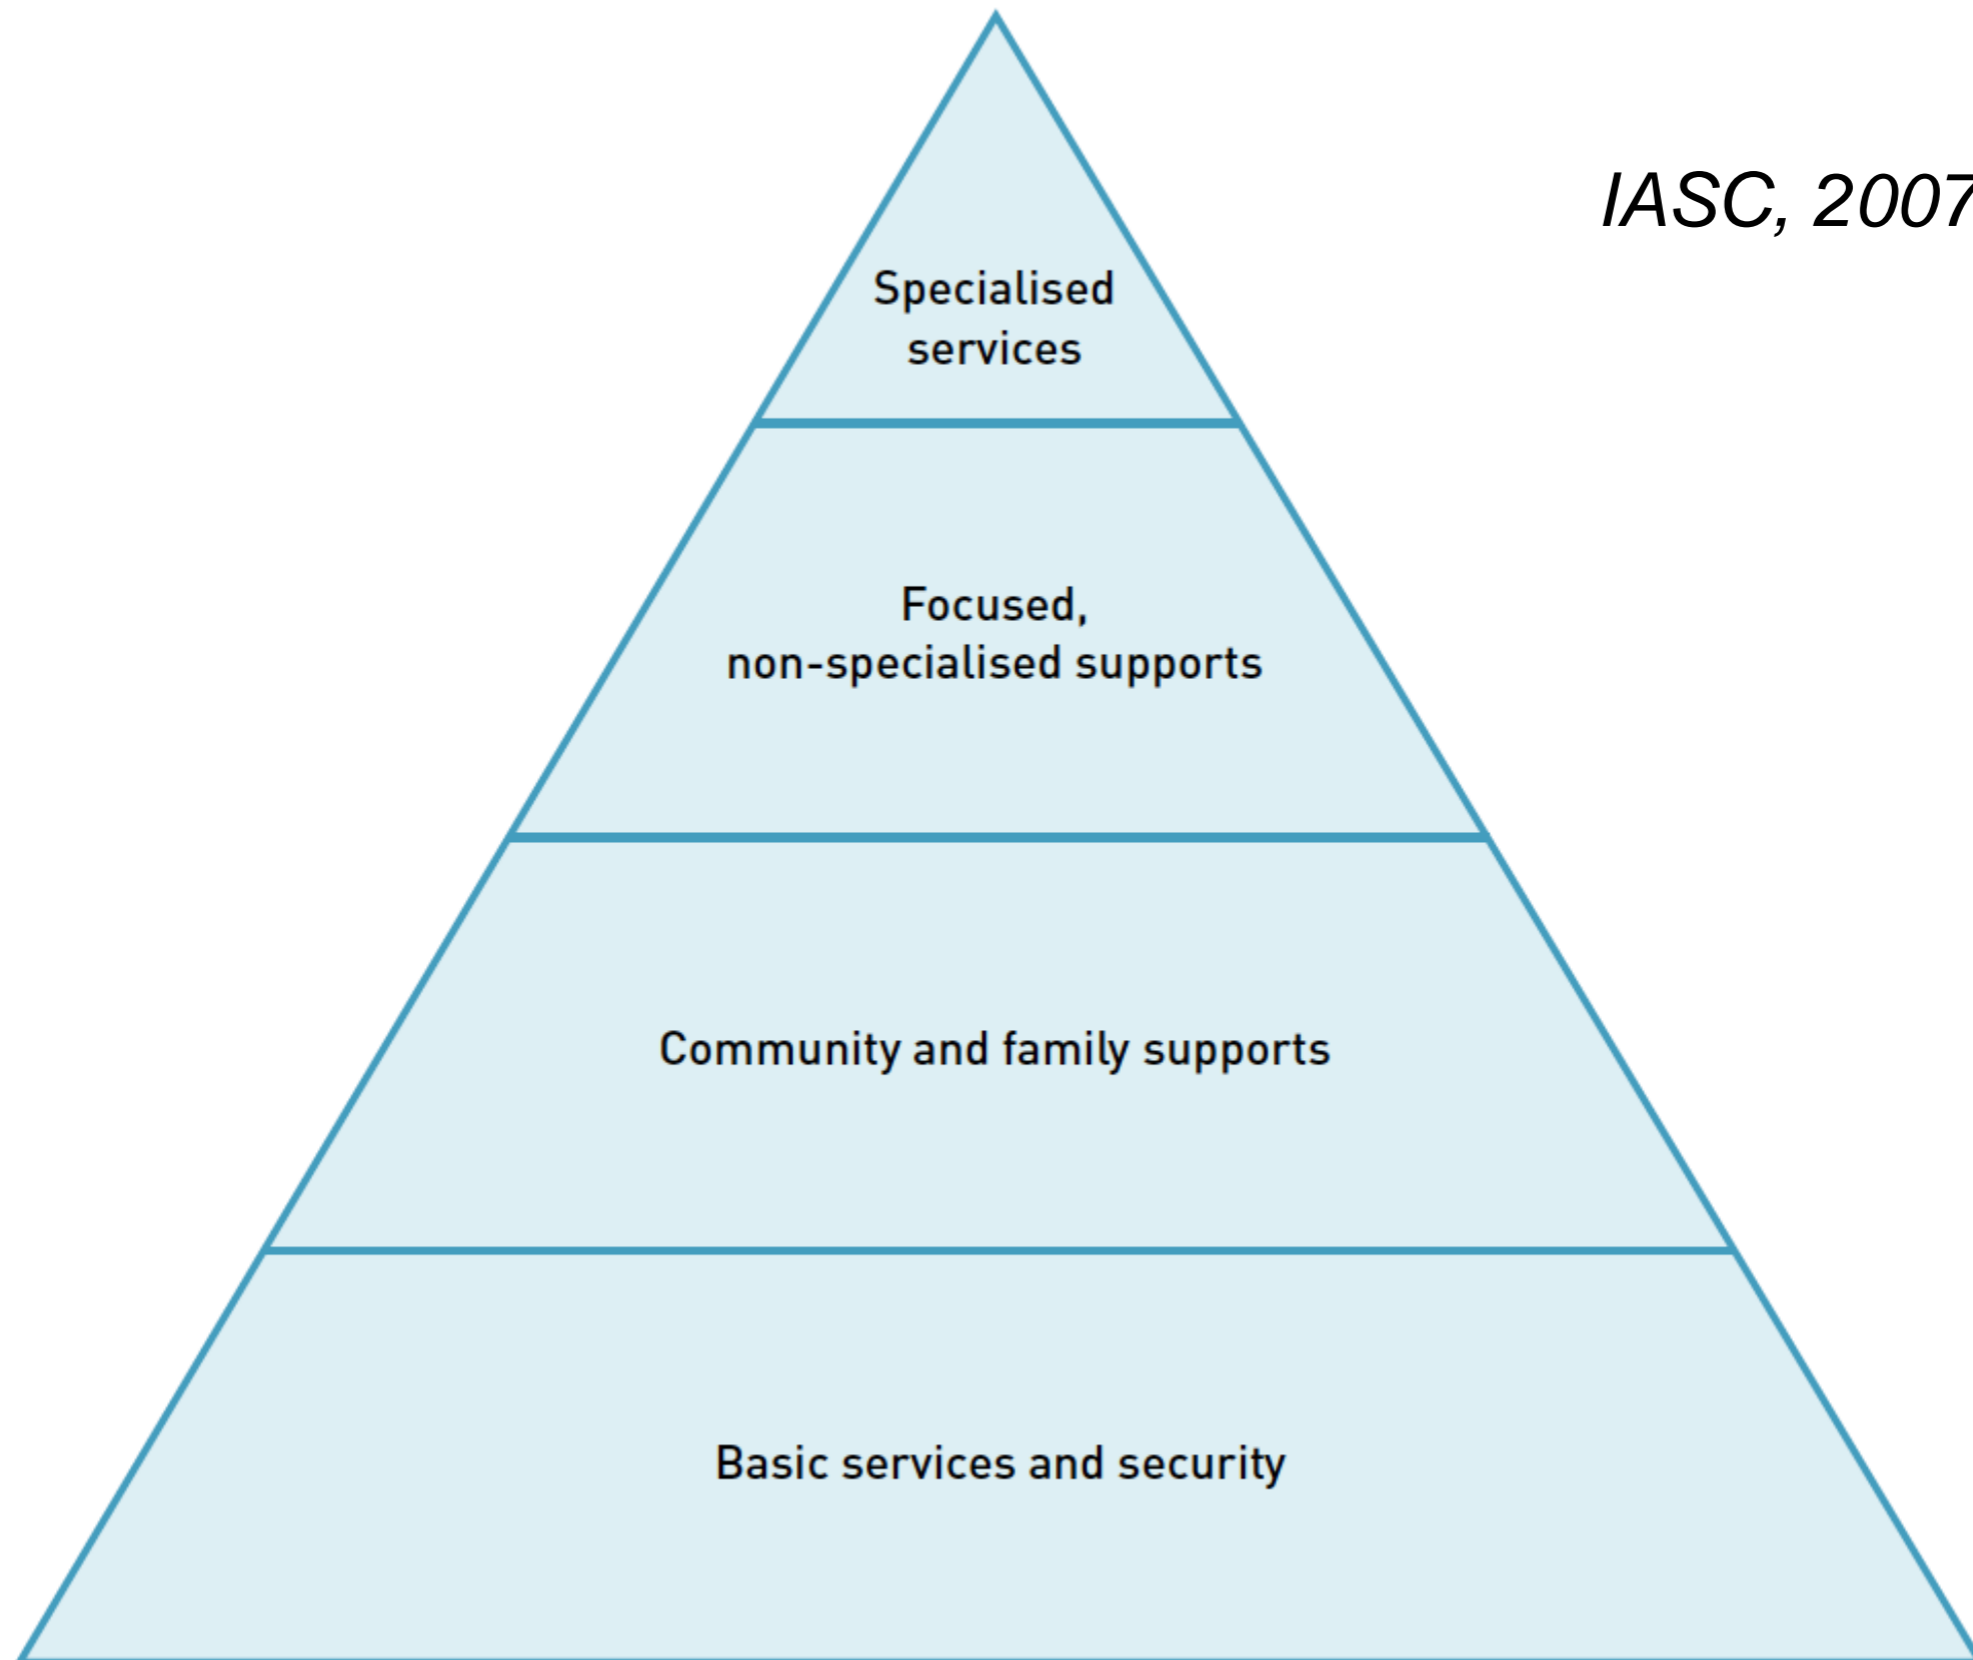 IASC, 2007
Specialised
services
Focused,
non-specialised supports
Community and family supports
Basic services and security